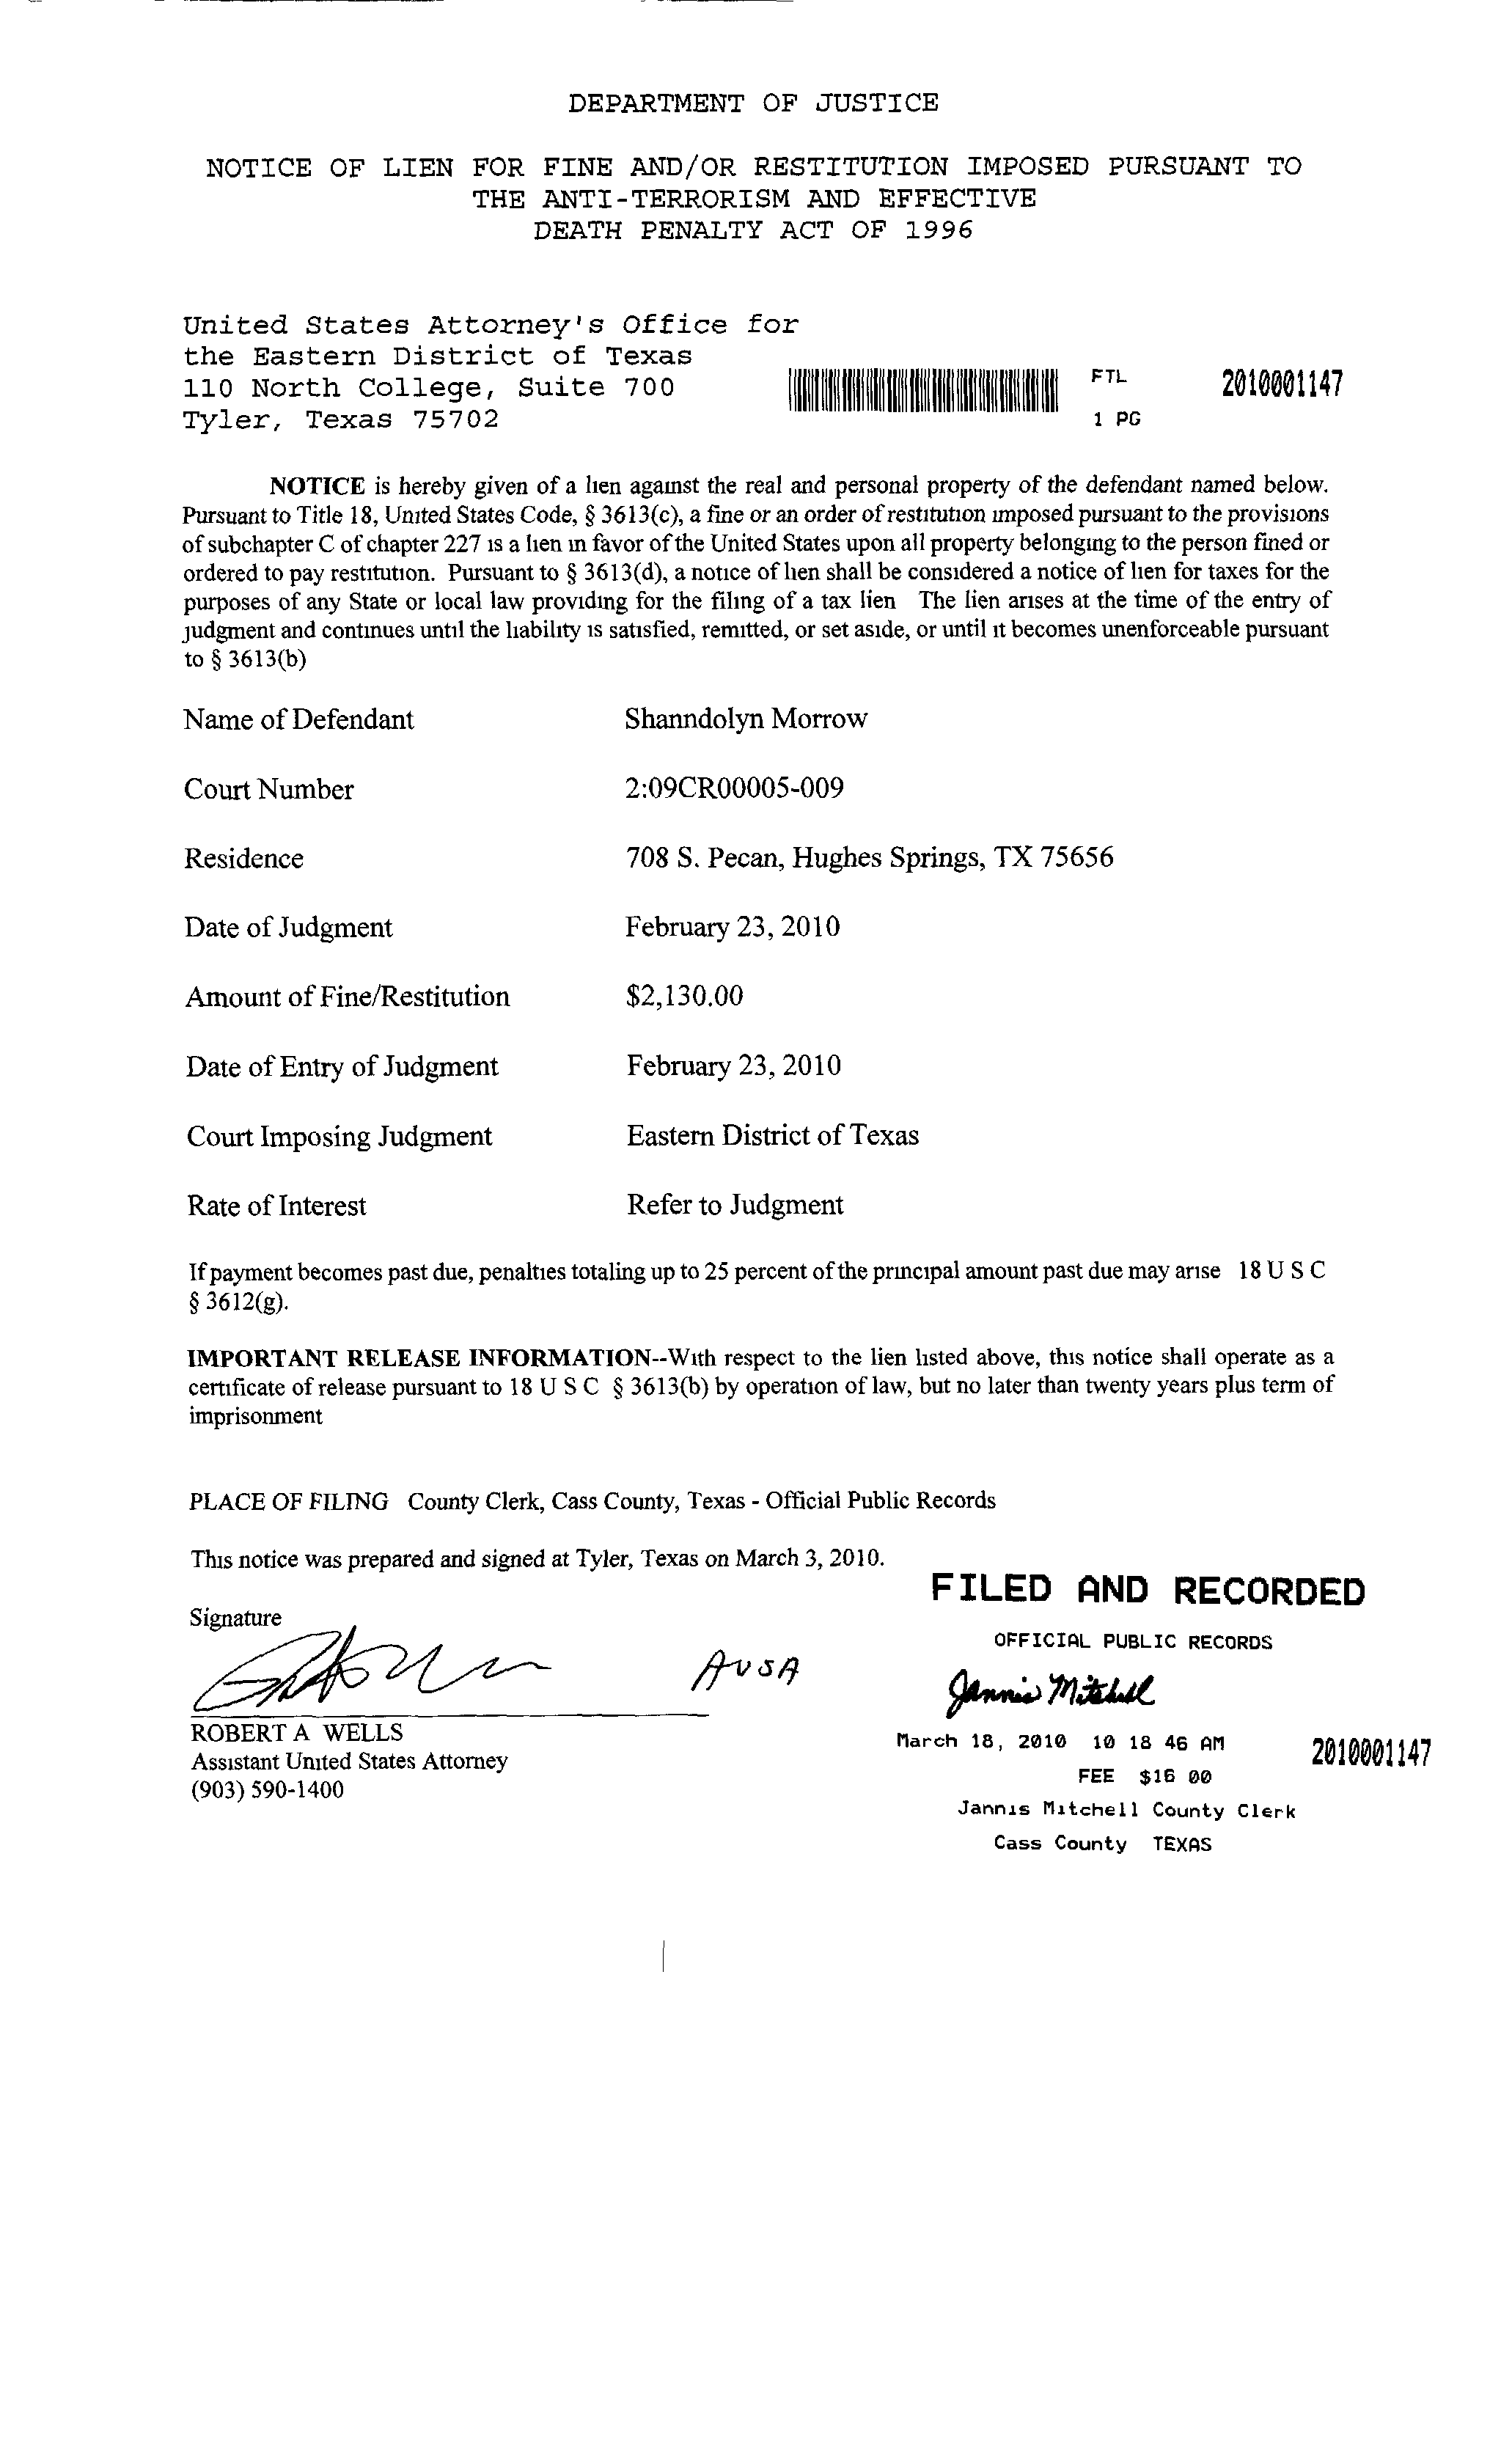 DEPARTMENT OF JUSTICE
NOTICE OF LIEN FOR FINE AND/OR RESTITUTION IMPOSED PURSUANT TO
THE ANTI-TERRORISM AND EFFECTIVE
DEATH PENALTY ACT OF 1996
United States Attorney's Office for
the Eastern District of Texas
110 North College, Suite 700
Tyler, Texas 75702
FTL 2010001147
1 PG
NOTICE is hereby given of a lien against the real and personal property of the defendant named below.
Pursuant to Title 18, United States Code, § 3613(c), a fine or an order of restitution imposed pursuant to the provisions
of subchapter C of chapter 227 is a lien in favor of the United States upon all property belonging to the person fined or
ordered to pay restitution. Pursuant to § 3613(d), a notice of lien shall be considered a notice of lien for taxes for the
purposes of any State or local law providing for the filing of a tax lien The lien arises at the time of the entry of
judgment and continues until the liability is satisfied, remitted, or set aside, or until it becomes unenforceable pursuant
to § 3613(b)
Name of Defendant Shanndolyn Morrow
Court Number 2:09CR00005-009
Residence 708 S. Pecan, Hughes Springs, TX 75656
Date of Judgment February 23, 2010
Amount of Fine/Restitution $2,130.00
Date of Entry of Judgment February 23, 2010
Court Imposing Judgment Eastern District of Texas
Rate of Interest Refer to Judgment
If payment becomes past due, penalties totaling up to 25 percent of the principal amount past due may arise 18 U S C
§ 3612(g).
IMPORTANT RELEASE INFORMATION--With respect to the lien listed above, this notice shall operate as a
certificate of release pursuant to 18 U S C § 3613(b) by operation of law, but no later than twenty years plus term of
imprisonment
PLACE OF FILING County Clerk, Cass County, Texas - Official Public Records
This notice was prepared and signed at Tyler, Texas on March 3, 2010.
Signature
AUSA
ROBERT A WELLS
Assistant United States Attorney
(903) 590-1400
FILED AND RECORDED
OFFICIAL PUBLIC RECORDS
Jannis Mitchell
March 18, 2010 10 18 46 AM 2010001147
FEE $16 00
Jannis Mitchell County Clerk
Cass County TEXAS